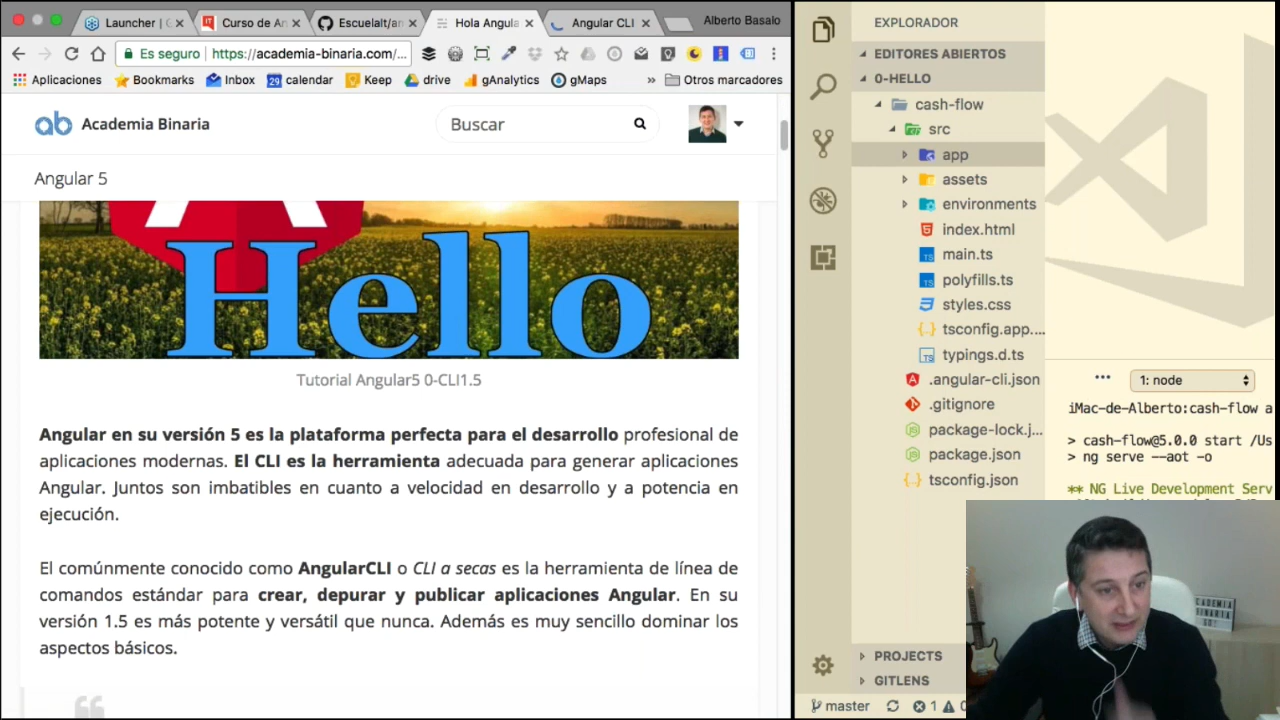 Launcher | G
Curso de An
Escuelalt/an
Hola Angula
Angular CLI
Alberto Basalo
Es seguro
https://academia-binaria.com/...
Aplicaciones
Bookmarks
Inbox
calendar
Keep
drive
gAnalytics
gMaps
»
Otros marcadores
ab
Academia Binaria
Buscar
Angular 5
Hello
Tutorial Angular5 0-CLI1.5
Angular en su versión 5 es la plataforma perfecta para el desarrollo profesional de
aplicaciones modernas. El CLI es la herramienta adecuada para generar aplicaciones
Angular. Juntos son imbatibles en cuanto a velocidad en desarrollo y a potencia en
ejecución.
El comúnmente conocido como AngularCLI o CLI a secas es la herramienta de línea de
comandos estándar para crear, depurar y publicar aplicaciones Angular. En su
versión 1.5 es más potente y versátil que nunca. Además es muy sencillo dominar los
aspectos básicos.
EXPLORADOR
EDITORES ABIERTOS
0-HELLO
cash-flow
src
app
assets
environments
index.html
main.ts
polyfills.ts
styles.css
tsconfig.app....
typings.d.ts
.angular-cli.json
.gitignore
package-lock.j...
package.json
tsconfig.json
PROJECTS
GITLENS
master
1
1: node
iMac-de-Alberto:cash-flow a
> cash-flow@5.0.0 start /Us
> ng serve --aot -o
** NG Live Development Serv